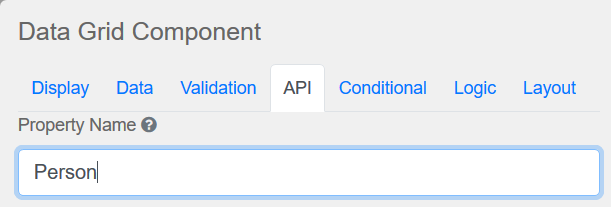 Data Grid Component
Display Data Validation API Conditional Logic Layout
Property Name ?
Person